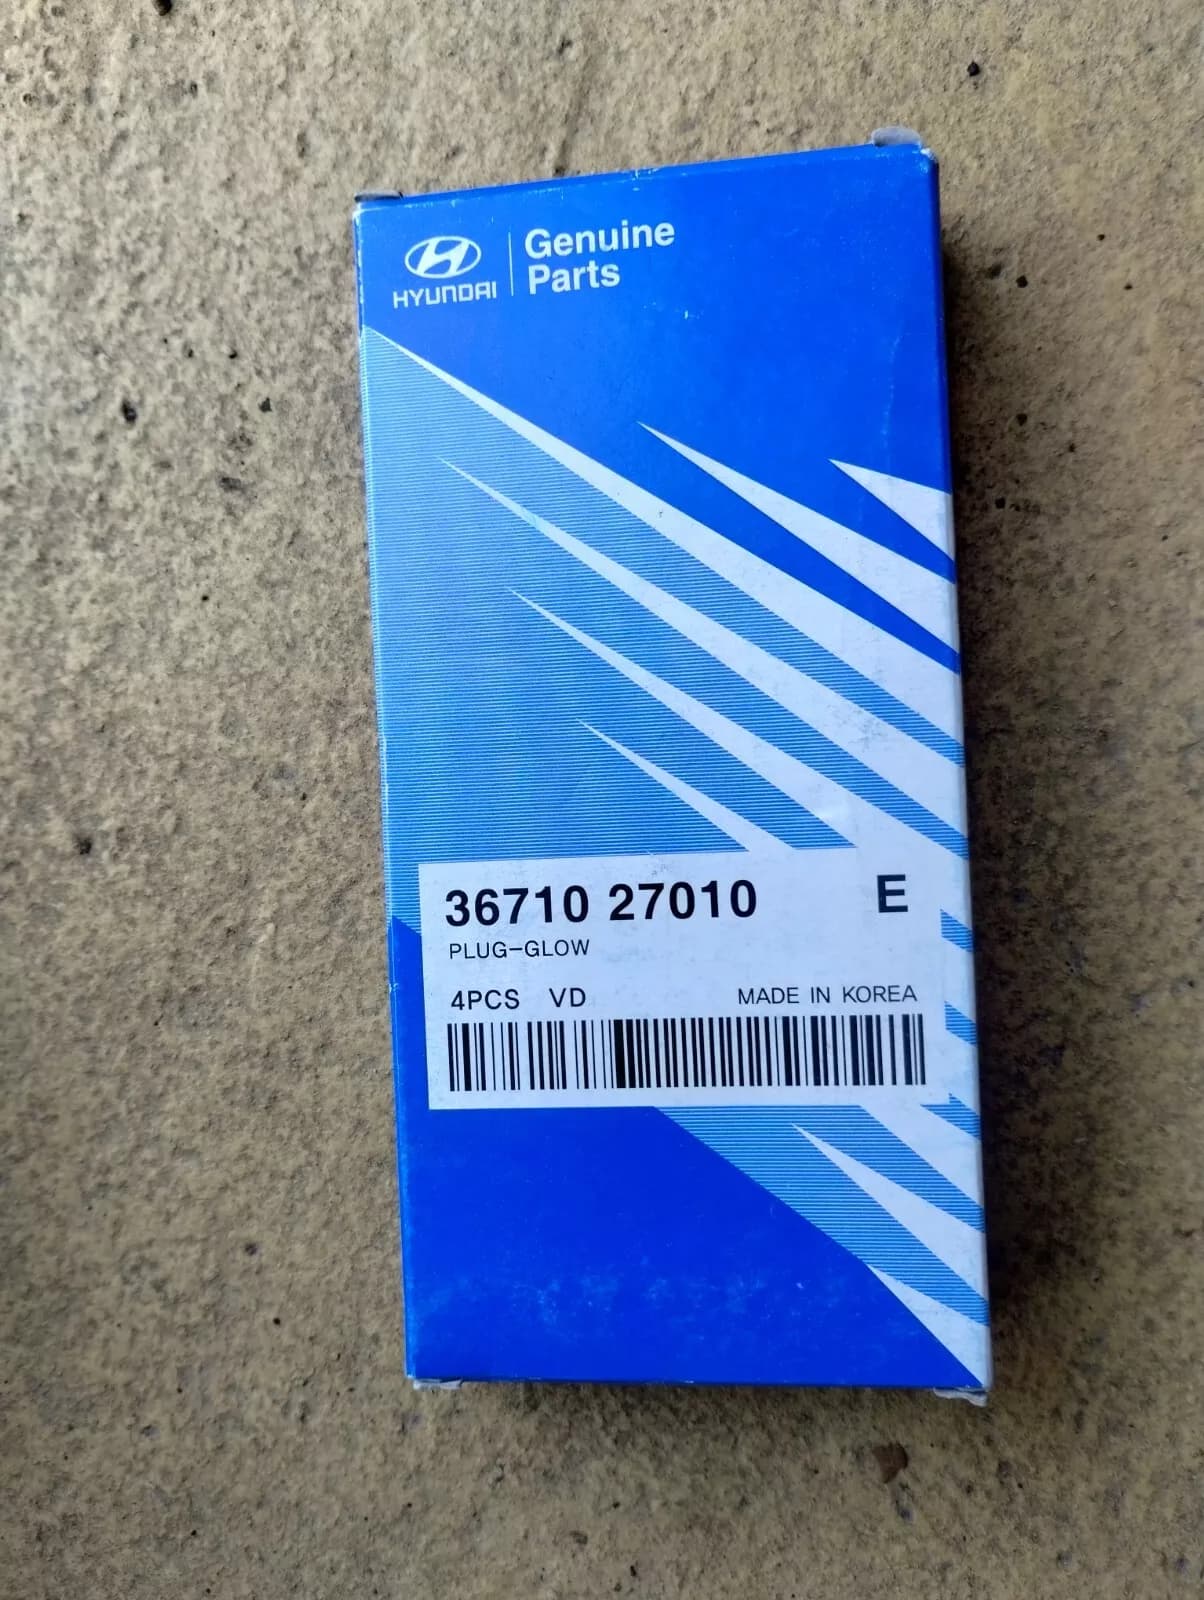 HYUNDAI
Genuine
Parts
36710 27010 E
PLUG-GLOW
4PCS VD MADE IN KOREA